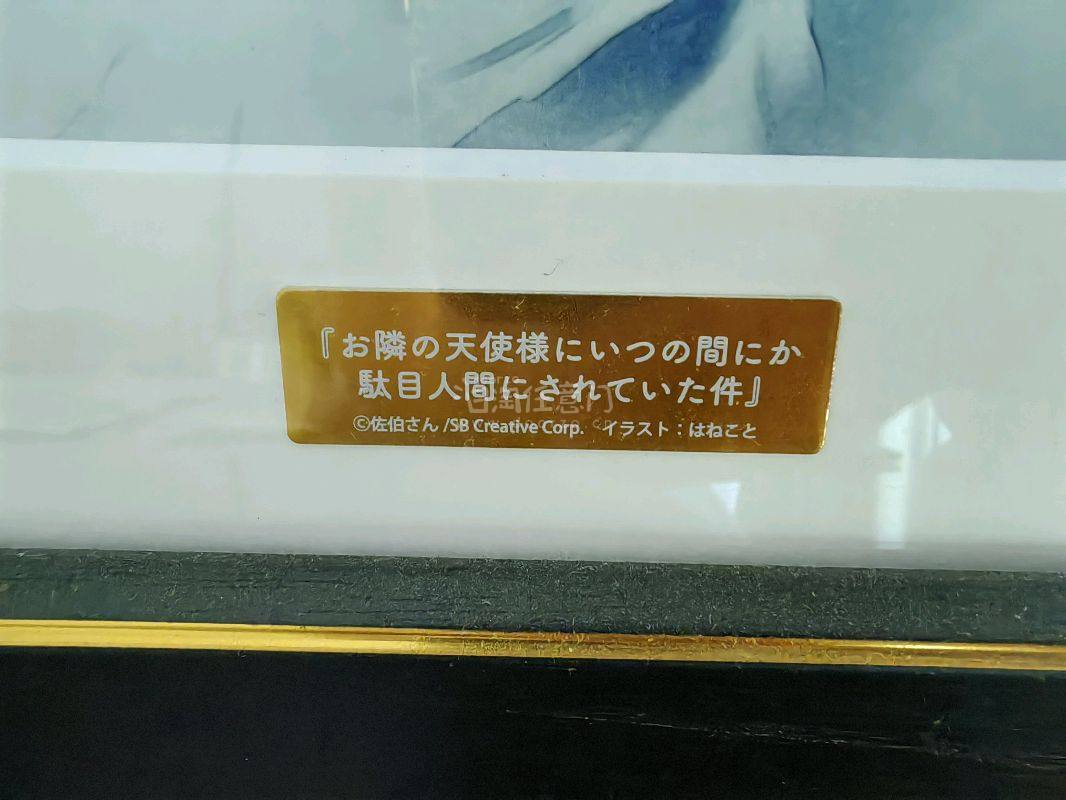 『お隣の天使様にいつの間にか
駄目人間にされていた件』
©佐伯さん /SB Creative Corp.　イラスト：はねこと